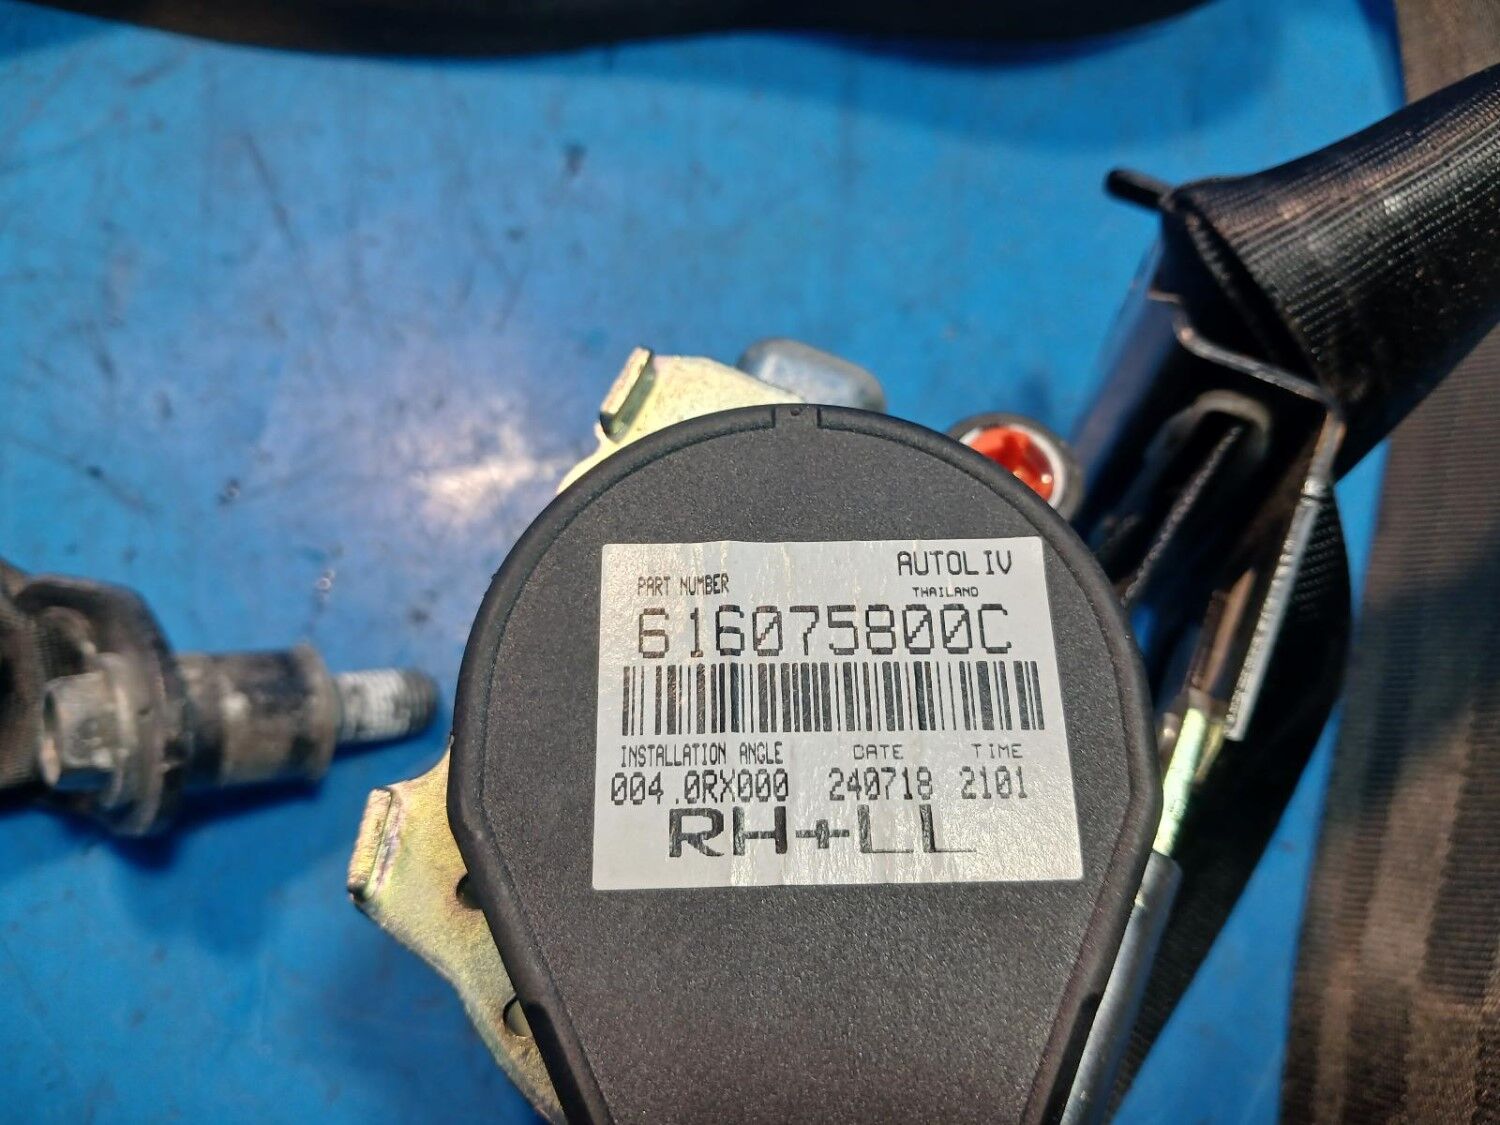 AUTOLIV
PART NUMBER THAILAND
616075800C
INSTALLATION ANGLE DATE TIME
004.0RX000 240718 2101
RH+LL